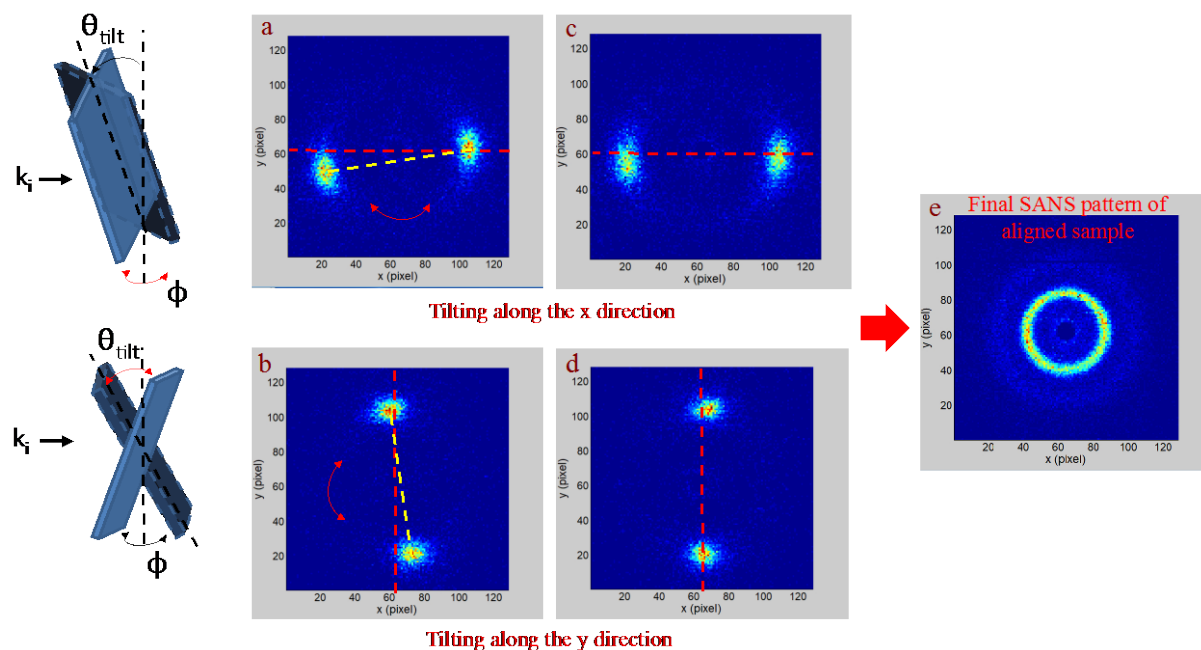 θtilt
ki
ϕ
a
120
100
80
60
40
20
y (pixel)
20 40 60 80 100 120
x (pixel)
c
120
100
80
60
40
20
y (pixel)
20 40 60 80 100 120
x (pixel)
Tilting along the x direction
θtilt
ki
ϕ
b
120
100
80
60
40
20
y (pixel)
20 40 60 80 100 120
x (pixel)
d
120
100
80
60
40
20
y (pixel)
20 40 60 80 100 120
x (pixel)
Tilting along the y direction
e Final SANS pattern of
aligned sample
120
100
80
60
40
20
y (pixel)
20 40 60 80 100 120
x (pixel)